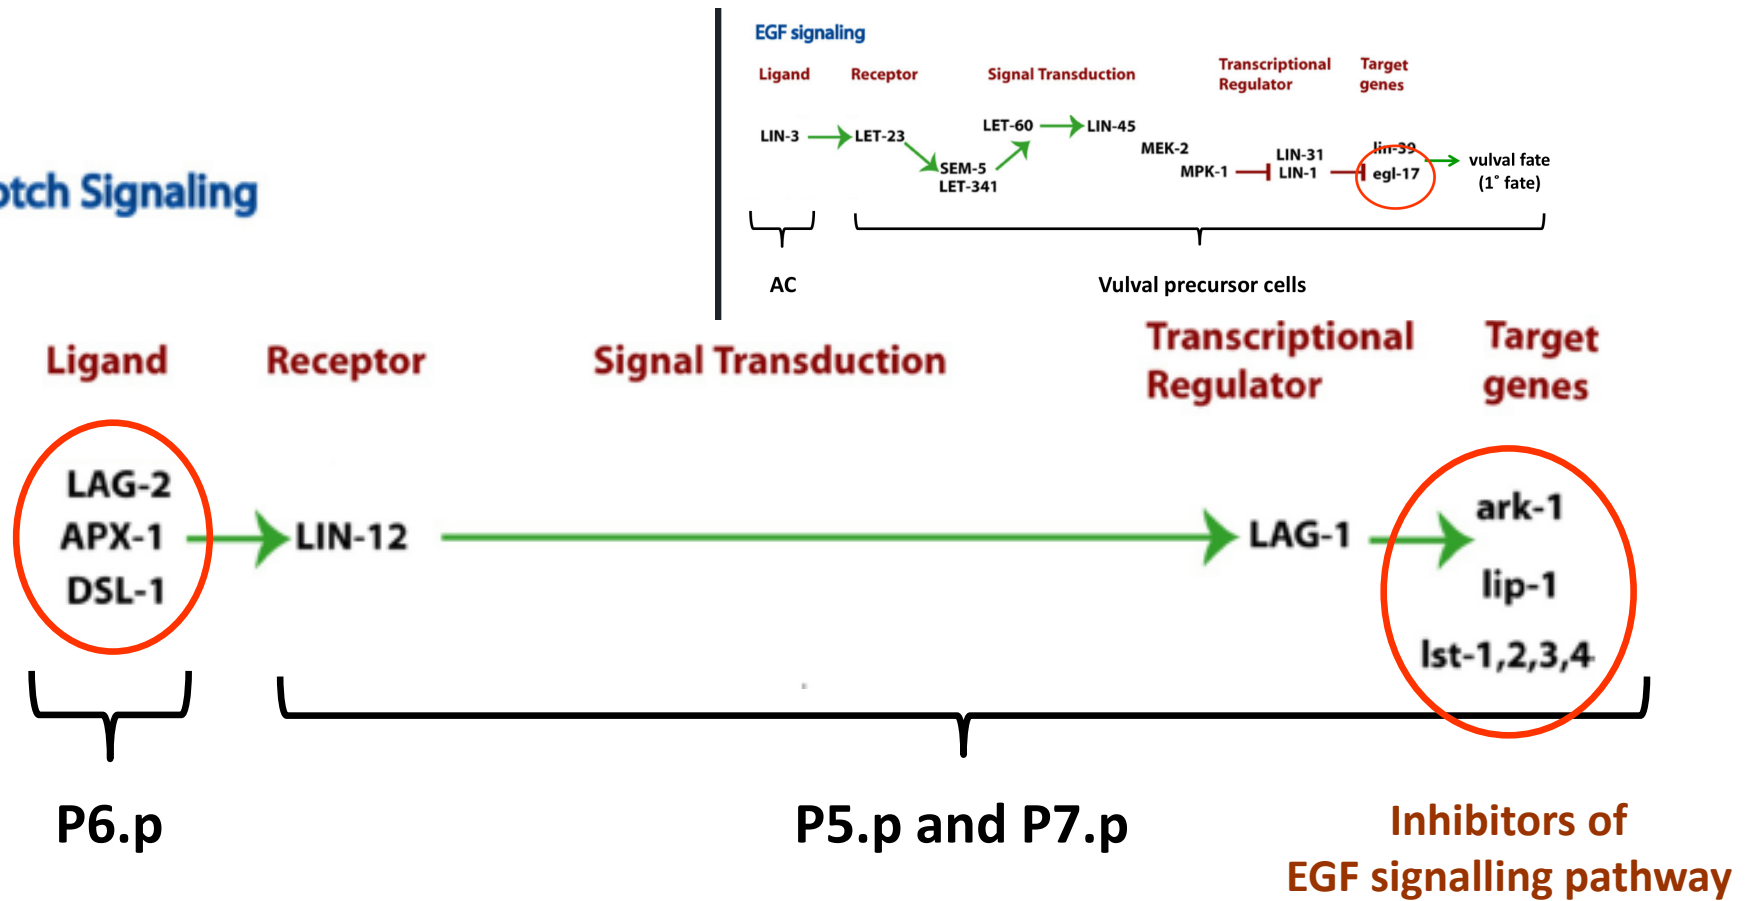 EGF signaling
Ligand Receptor Signal Transduction Transcriptional Regulator Target genes
LIN-3 LET-23 LET-60 LIN-45
SEM-5
LET-341
MEK-2
MPK-1
LIN-31
LIN-1
lin-39
egl-17
vulval fate
(1˚ fate)
AC Vulval precursor cells
otch Signaling
Ligand Receptor Signal Transduction Transcriptional Regulator Target genes
LAG-2
APX-1
DSL-1
LIN-12
LAG-1
ark-1
lip-1
lst-1,2,3,4
P6.p P5.p and P7.p
Inhibitors of
EGF signalling pathway